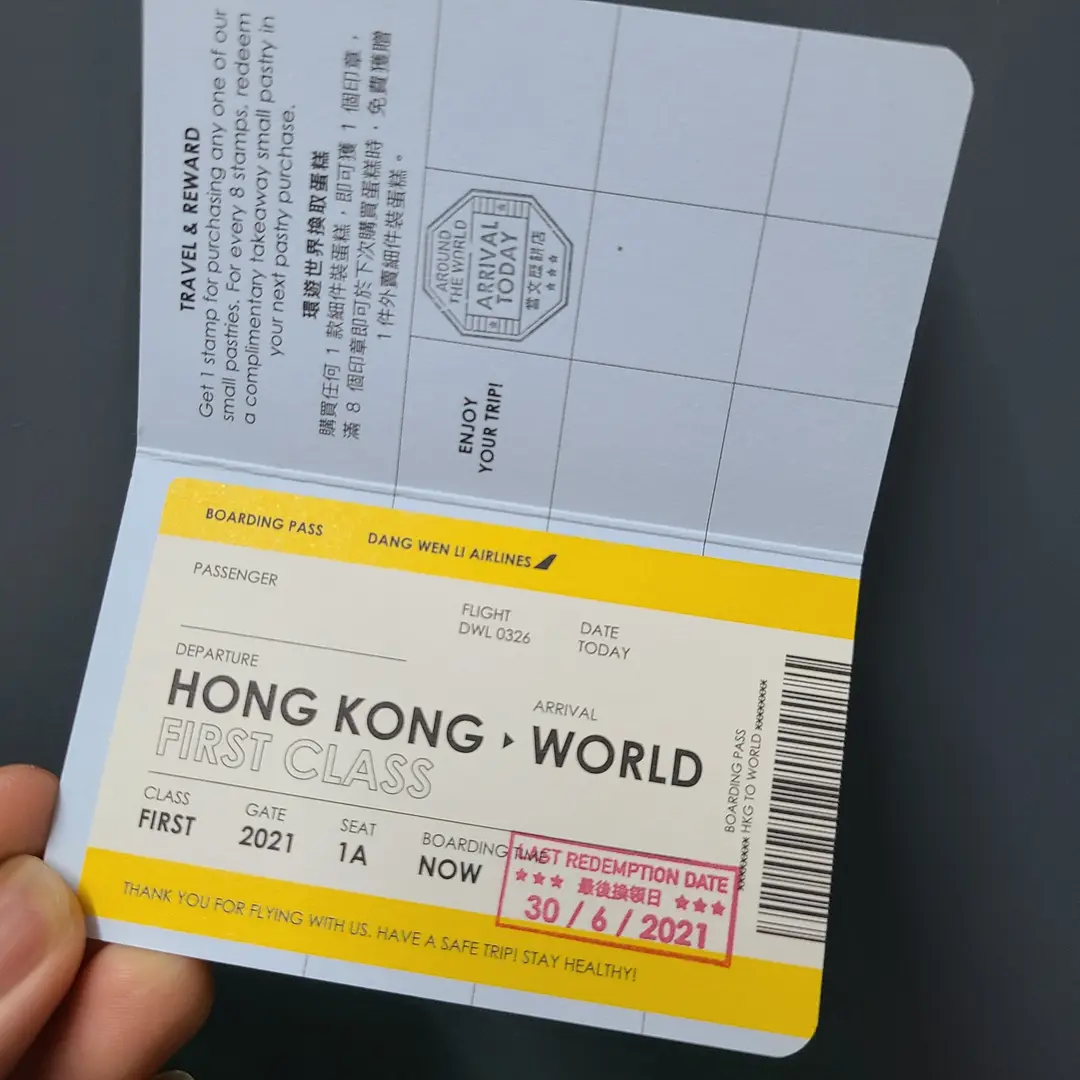 TRAVEL & REWARD
Get 1 stamp for purchasing any one of our
small pastries. For every 8 stamps, redeem
a complimentary takeaway small pastry in
your next pastry purchase.
環遊世界換取蛋糕
購買任何 1 款細件裝蛋糕，即可獲 1 個印章，
滿 8 個印章即可於下次購買蛋糕時，免費獲贈
1 件外賣細件裝蛋糕。
AROUND
THE WORLD
ARRIVAL
TODAY
當文歷餅店
ENJOY
YOUR TRIP!
BOARDING PASS
DANG WEN LI AIRLINES
PASSENGER
FLIGHT
DWL 0326
DATE
TODAY
DEPARTURE
HONG KONG
FIRST CLASS
ARRIVAL
WORLD
CLASS
FIRST
GATE
2021
SEAT
1A
BOARDING TIME
NOW
LAST REDEMPTION DATE
★★★ 最後換領日 ★★★
30 / 6 / 2021
BOARDING PASS
xxxxxxxx HKG TO WORLD xxxxxxxx
THANK YOU FOR FLYING WITH US. HAVE A SAFE TRIP! STAY HEALTHY!